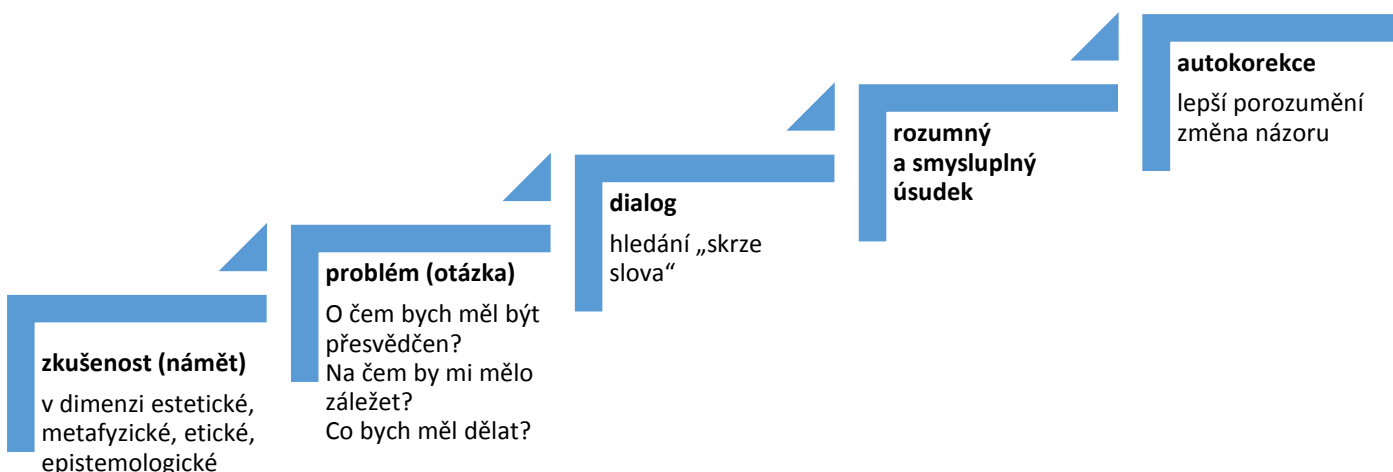 zkušenost (námět)
v dimenzi estetické,
metafyzické, etické,
epistemologické
problém (otázka)
O čem bych měl být
přesvědčen?
Na čem by mi mělo
záležet?
Co bych měl dělat?
dialog
hledání „skrze
slova“
rozumný
a smysluplný
úsudek
autokorekce
lepší porozumění
změna názoru